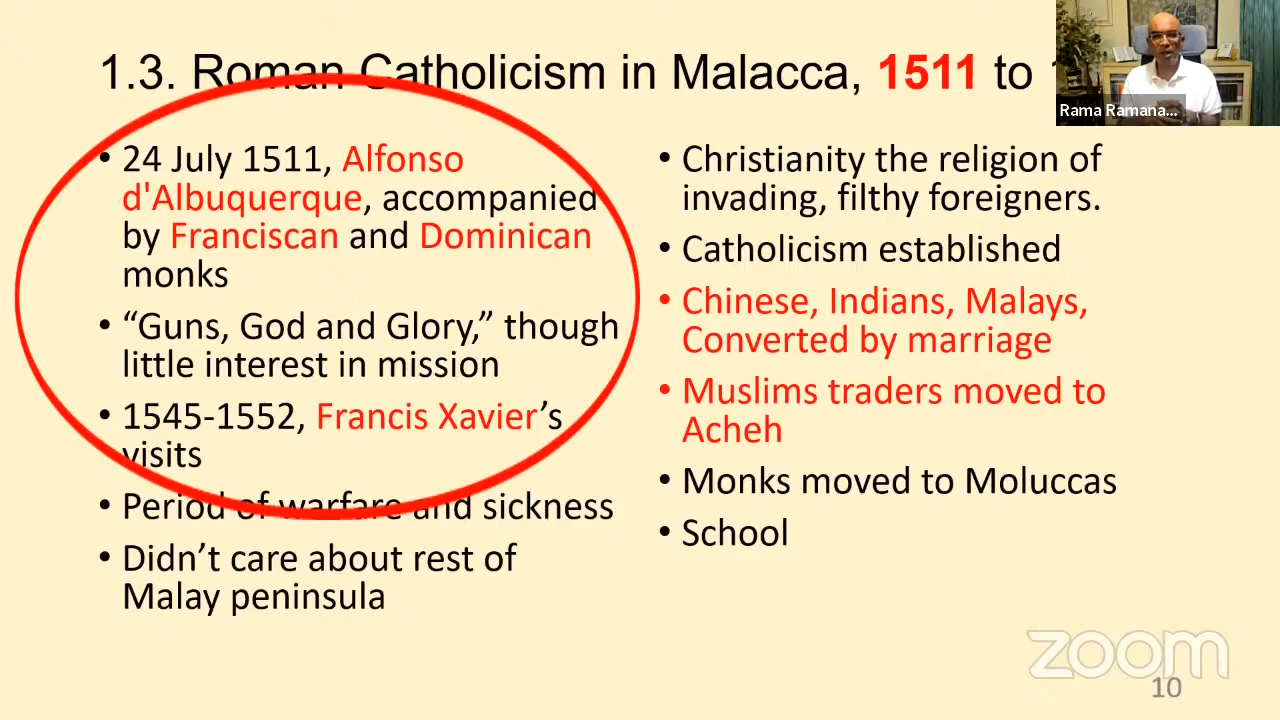 1.3. Roman Catholicism in Malacca, 1511 to
• 24 July 1511, Alfonso
d'Albuquerque, accompanied
by Franciscan and Dominican
monks
• “Guns, God and Glory,” though
little interest in mission
• 1545-1552, Francis Xavier’s
visits
• Period of warfare and sickness
• Didn’t care about rest of
Malay peninsula
• Christianity the religion of
invading, filthy foreigners.
• Catholicism established
• Chinese, Indians, Malays,
Converted by marriage
• Muslims traders moved to
Acheh
• Monks moved to Moluccas
• School
Rama Ramana...
zoom
10